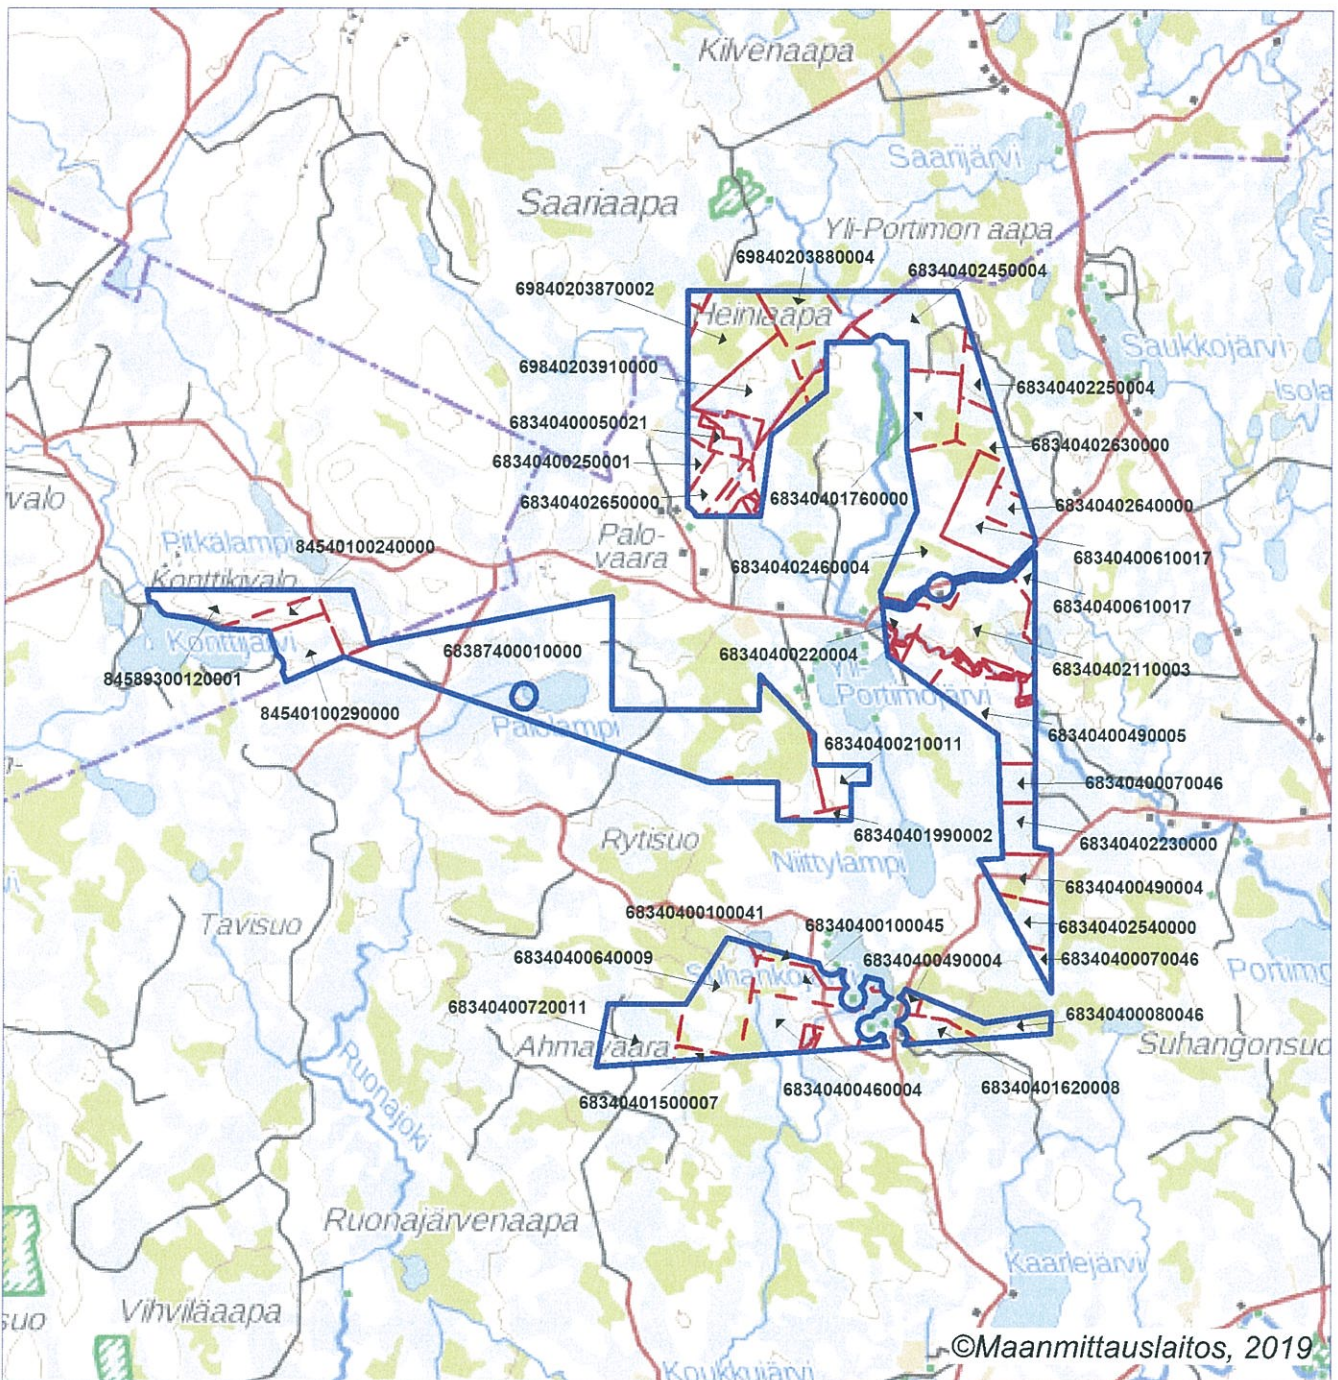 Kilvenaapa
Saarijärvi
Saariaapa
Yli-Portimon aapa
69840203880004
68340402450004
69840203870002
Heiniaapa
Saukkojärvi
Isola
69840203910000
68340402250004
68340400050021
68340402630000
68340400250001
68340402650000
68340401760000
68340402640000
valo
Palo-
vaara
Pitkälampi
84540100240000
68340400610017
68340402460004
Konttikivalo
68340400610017
Konttijärvi
68387400010000
68340400220004
68340402110003
84589300120001
Yli-
Portimojärvi
84540100290000
Palolampi
68340400490005
68340400210011
68340400070046
68340401990002
68340402230000
Rytisuo
Niittylampi
68340400490004
68340400100041
68340400100045
68340402540000
Tavisuo
68340400640009
68340400490004
68340400070046
Portimo
68340400720011
68340400080046
Ahmavaara
Suhangonsuo
Ruonajoki
68340400460004
68340401620008
68340401500007
Ruonajärvenaapa
Kaarlejärvi
Vihviläaapa
suo
©Maanmittauslaitos, 2019
Koukkujärvi